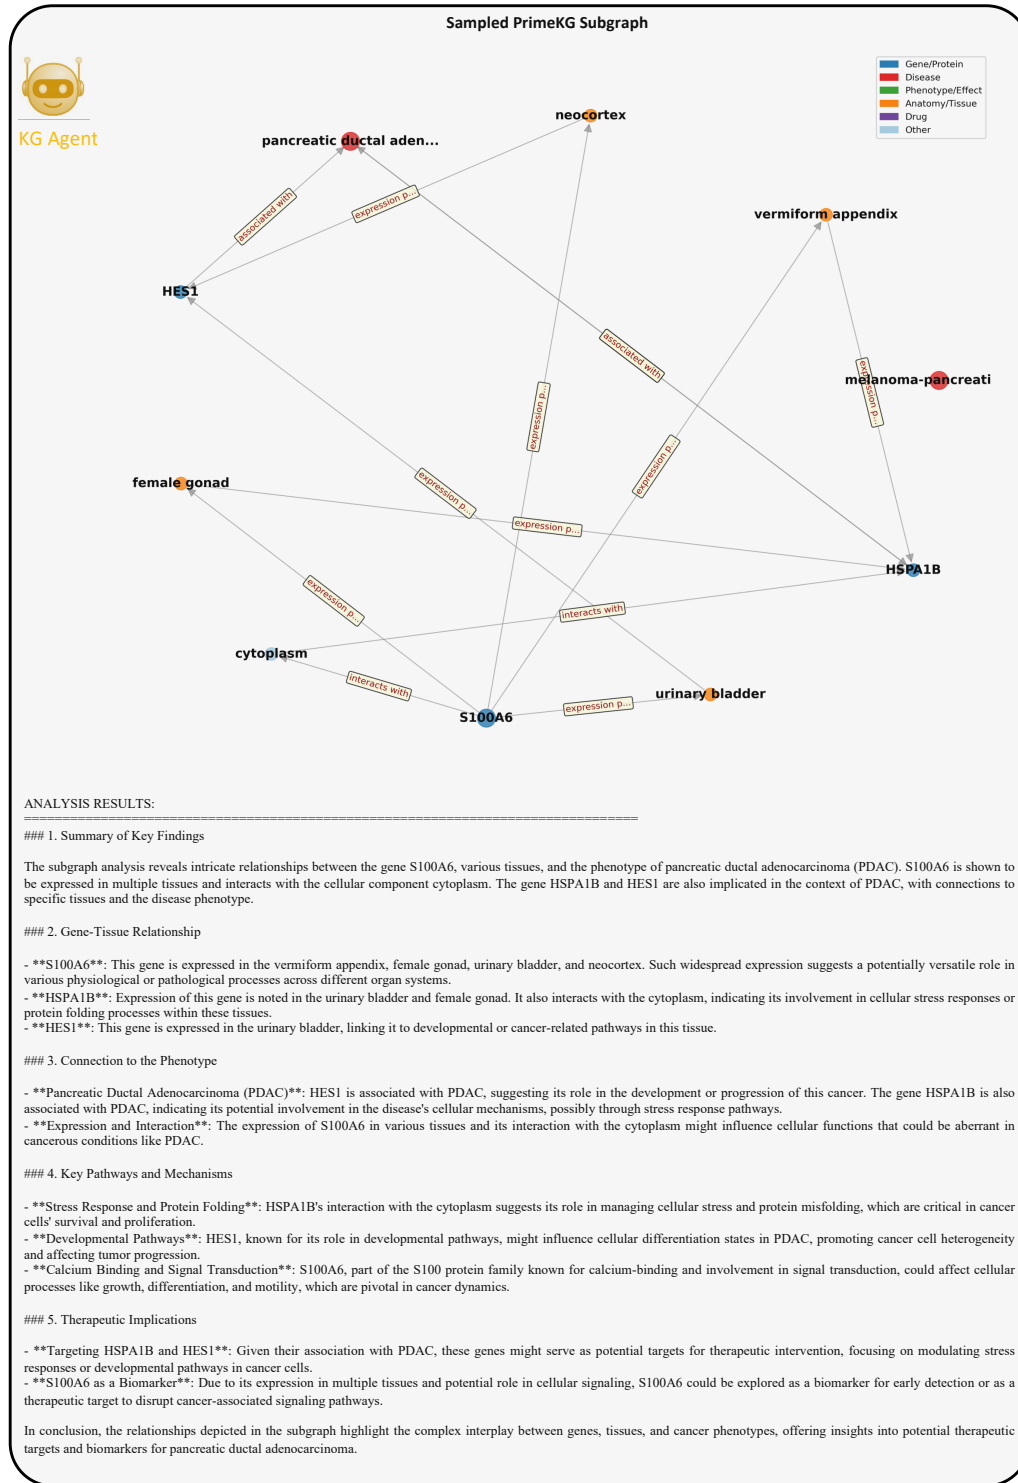 Sampled PrimeKG Subgraph
KG Agent
Gene/Protein
Disease
Phenotype/Effect
Anatomy/Tissue
Drug
Other
neocortex
pancreatic ductal aden...
vermiform appendix
associated with
expression p...
HES1
associated with
melanoma-pancreati
expression p...
expression p...
expression p...
female gonad
expression p...
expression p...
HSPA1B
expression p...
interacts with
cytoplasm
interacts with
urinary bladder
expression p...
S100A6
ANALYSIS RESULTS:
================================================================================
### 1. Summary of Key Findings
The subgraph analysis reveals intricate relationships between the gene S100A6, various tissues, and the phenotype of pancreatic ductal adenocarcinoma (PDAC). S100A6 is shown to
be expressed in multiple tissues and interacts with the cellular component cytoplasm. The gene HSPA1B and HES1 are also implicated in the context of PDAC, with connections to
specific tissues and the disease phenotype.
### 2. Gene-Tissue Relationship
- **S100A6**: This gene is expressed in the vermiform appendix, female gonad, urinary bladder, and neocortex. Such widespread expression suggests a potentially versatile role in
various physiological or pathological processes across different organ systems.
- **HSPA1B**: Expression of this gene is noted in the urinary bladder and female gonad. It also interacts with the cytoplasm, indicating its involvement in cellular stress responses or
protein folding processes within these tissues.
- **HES1**: This gene is expressed in the urinary bladder, linking it to developmental or cancer-related pathways in this tissue.
### 3. Connection to the Phenotype
- **Pancreatic Ductal Adenocarcinoma (PDAC)**: HES1 is associated with PDAC, suggesting its role in the development or progression of this cancer. The gene HSPA1B is also
associated with PDAC, indicating its potential involvement in the disease's cellular mechanisms, possibly through stress response pathways.
- **Expression and Interaction**: The expression of S100A6 in various tissues and its interaction with the cytoplasm might influence cellular functions that could be aberrant in
cancerous conditions like PDAC.
### 4. Key Pathways and Mechanisms
- **Stress Response and Protein Folding**: HSPA1B's interaction with the cytoplasm suggests its role in managing cellular stress and protein misfolding, which are critical in cancer
cells' survival and proliferation.
- **Developmental Pathways**: HES1, known for its role in developmental pathways, might influence cellular differentiation states in PDAC, promoting cancer cell heterogeneity
and affecting tumor progression.
- **Calcium Binding and Signal Transduction**: S100A6, part of the S100 protein family known for calcium-binding and involvement in signal transduction, could affect cellular
processes like growth, differentiation, and motility, which are pivotal in cancer dynamics.
### 5. Therapeutic Implications
- **Targeting HSPA1B and HES1**: Given their association with PDAC, these genes might serve as potential targets for therapeutic intervention, focusing on modulating stress
responses or developmental pathways in cancer cells.
- **S100A6 as a Biomarker**: Due to its expression in multiple tissues and potential role in cellular signaling, S100A6 could be explored as a biomarker for early detection or as a
therapeutic target to disrupt cancer-associated signaling pathways.
In conclusion, the relationships depicted in the subgraph highlight the complex interplay between genes, tissues, and cancer phenotypes, offering insights into potential therapeutic
targets and biomarkers for pancreatic ductal adenocarcinoma.